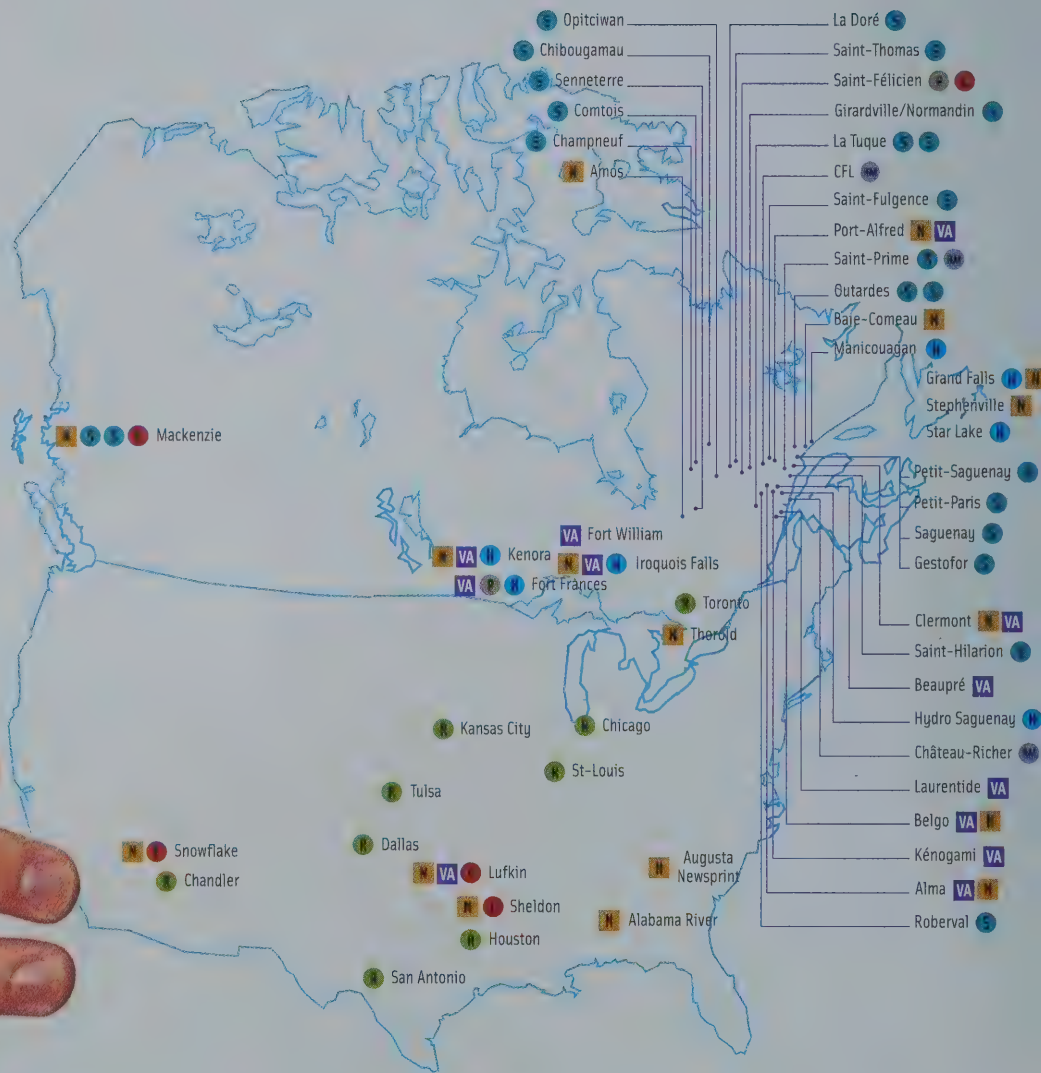 Opitciwan
Chibougamau
Senneterre
Comtois
Champneuf
Amos
La Doré
Saint-Thomas
Saint-Félicien
Girardville/Normandin
La Tuque
CFL
Saint-Fulgence
Port-Alfred N VA
Saint-Prime
Outardes
Baie-Comeau
Manicouagan
Grand Falls
Stephenville N
Star Lake
Mackenzie
VA Fort William
N VA Kenora
N VA Iroquois Falls
VA Fort Frances
Toronto
Thorold
Petit-Saguenay
Petit-Paris
Saguenay S
Gestofor S
Clermont N VA
Saint-Hilarion
Beaupré VA
Hydro Saguenay
Château-Richer
Laurentide VA
Belgo VA N
Kénogami VA
Alma VA N
Roberval S
Kansas City
Chicago
St-Louis
Tulsa
Dallas
Snowflake
Chandler
N VA Lufkin
Sheldon
Houston
San Antonio
Augusta
Newsprint
N Alabama River